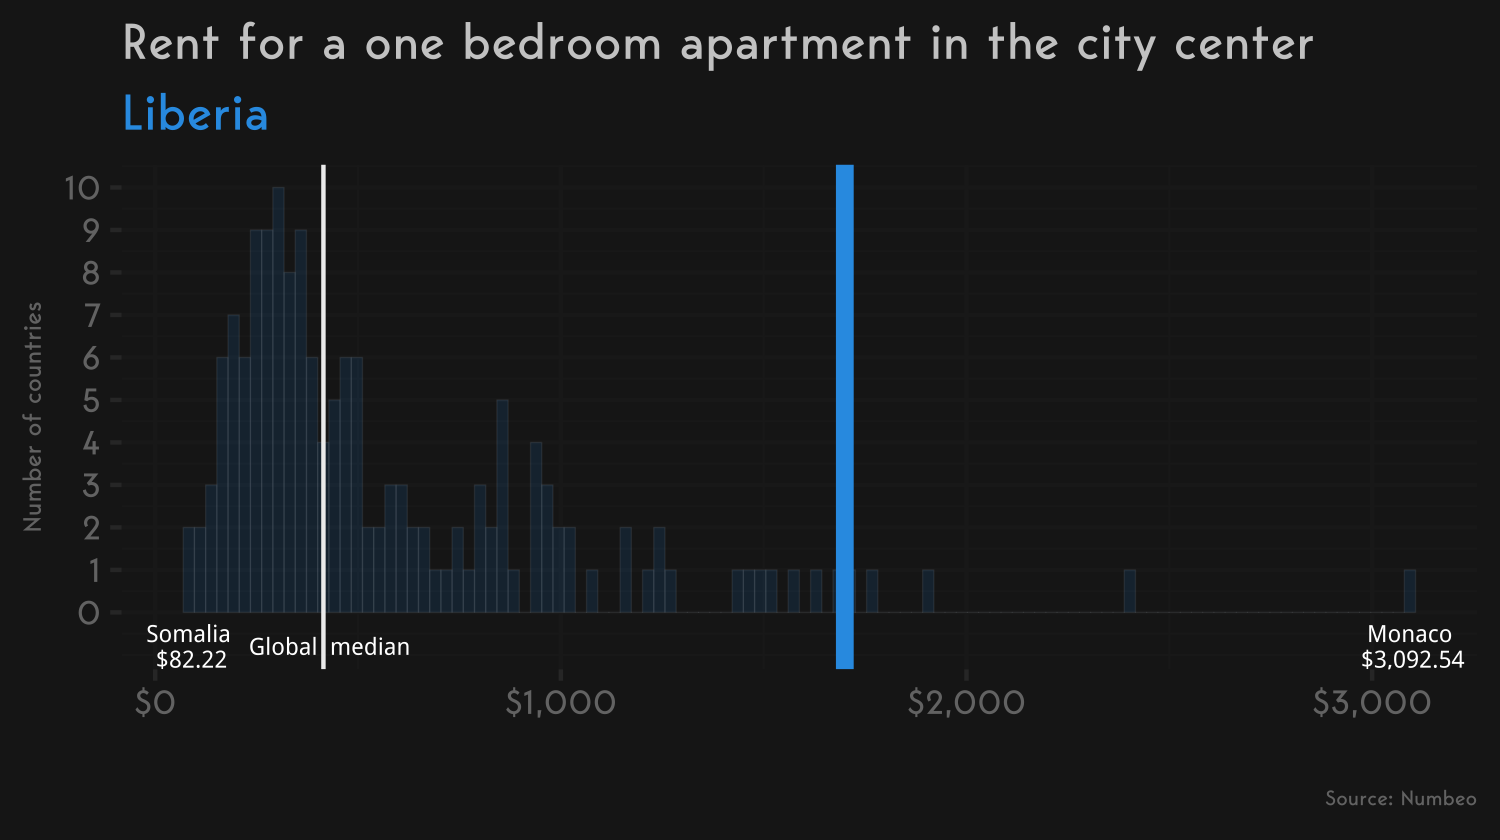 Rent for a one bedroom apartment in the city center
Liberia
Number of countries
10
9
8
7
6
5
4
3
2
1
0
Somalia
$82.22
Global median
Monaco
$3,092.54
$0 $1,000 $2,000 $3,000
Source: Numbeo